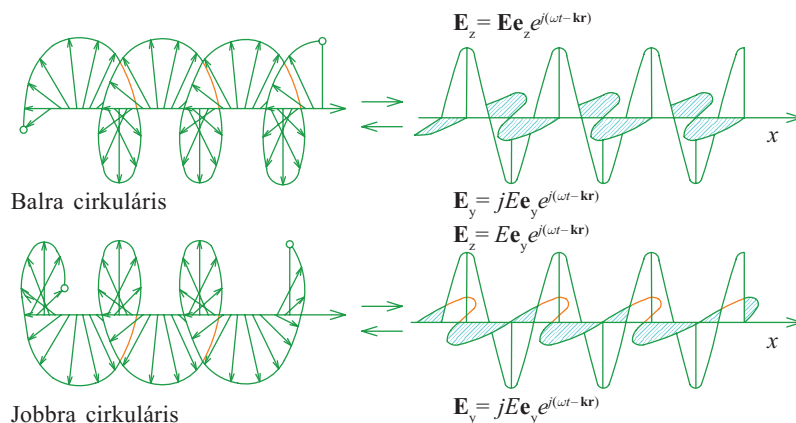 𝐄_z = 𝐄𝐞_z e^{j(ωt−𝐤𝐫)}
x
Balra cirkuláris
𝐄_y = jE𝐞_y e^{j(ωt−𝐤𝐫)}
𝐄_z = E𝐞_y e^{j(ωt−𝐤𝐫)}
x
Jobbra cirkuláris
𝐄_y = jE𝐞_y e^{j(ωt−𝐤𝐫)}